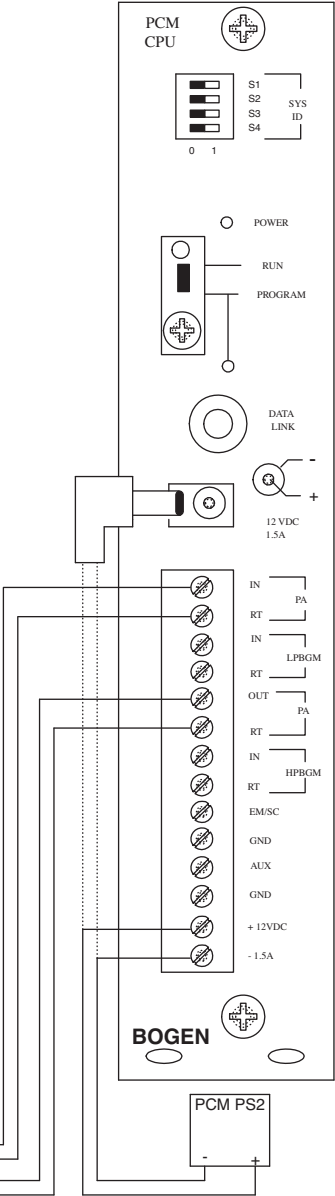 PCM
CPU
S1
S2
S3
S4
SYS
ID
0 1
POWER
RUN
PROGRAM
DATA
LINK
-
+
12 VDC
1.5A
IN
PA
RT
IN
LPBGM
RT
OUT
PA
RT
IN
HPBGM
RT
EM/SC
GND
AUX
GND
+ 12VDC
- 1.5A
BOGEN
PCM PS2
- +